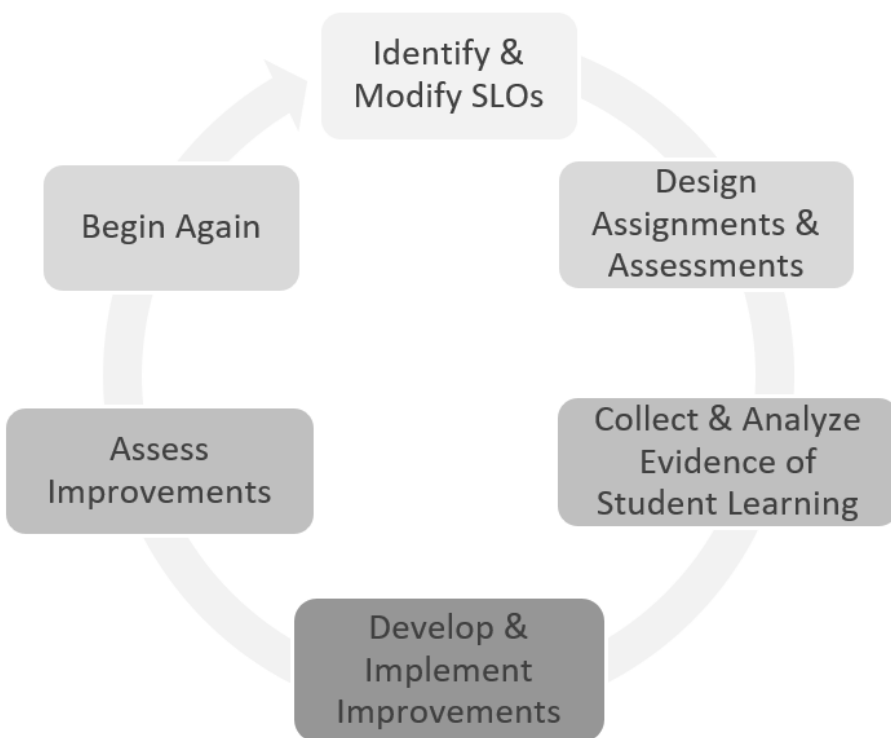 Identify &
Modify SLOs
Design
Assignments &
Assessments
Collect & Analyze
Evidence of
Student Learning
Develop &
Implement
Improvements
Assess
Improvements
Begin Again